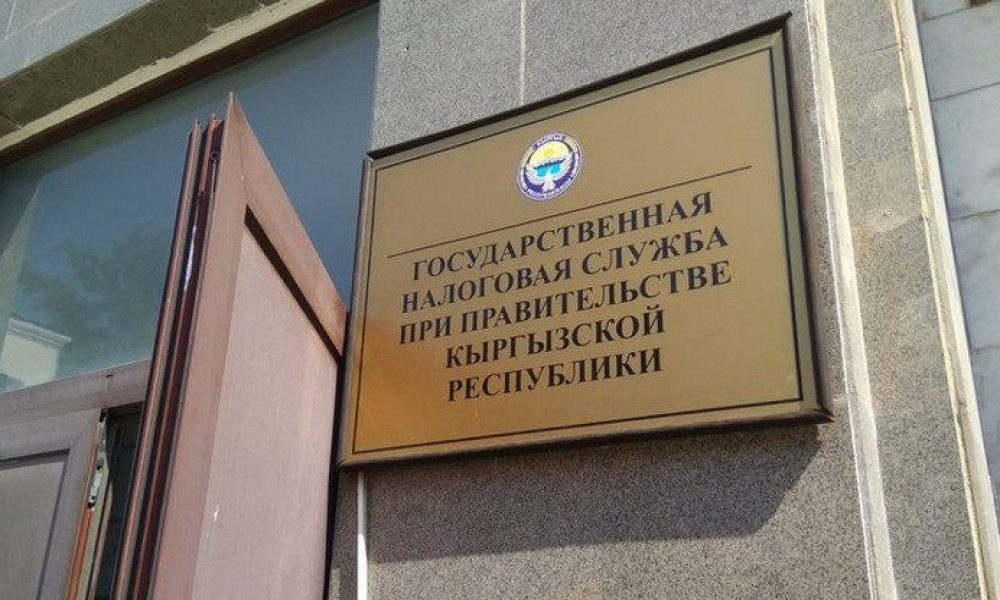 ГОСУДАРСТВЕННАЯ
НАЛОГОВАЯ СЛУЖБА
ПРИ ПРАВИТЕЛЬСТВЕ
КЫРГЫЗСКОЙ
РЕСПУБЛИКИ